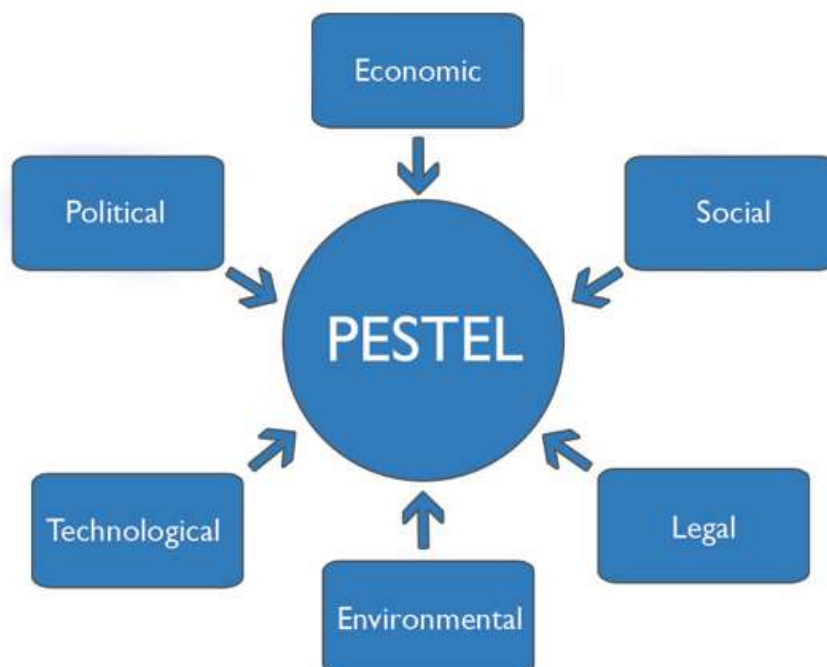 Economic
Political
Social
PESTEL
Technological
Legal
Environmental